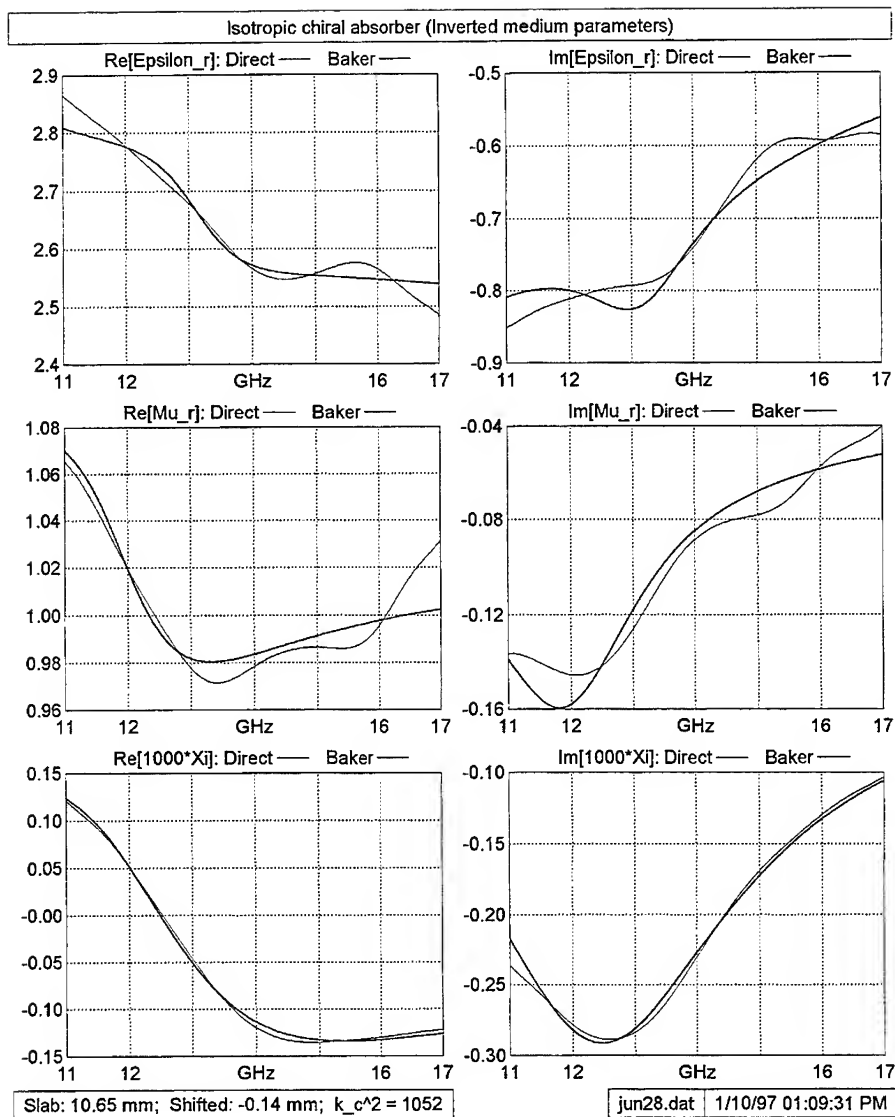 Isotropic chiral absorber (Inverted medium parameters)
Re[Epsilon_r]: Direct — Baker —
2.9
2.8
2.7
2.6
2.5
2.4
11 12 GHz 16 17
Im[Epsilon_r]: Direct — Baker —
-0.5
-0.6
-0.7
-0.8
-0.9
11 12 GHz 16 17
Re[Mu_r]: Direct — Baker —
1.08
1.06
1.04
1.02
1.00
0.98
0.96
11 12 GHz 16 17
Im[Mu_r]: Direct — Baker —
-0.04
-0.08
-0.12
-0.16
11 12 GHz 16 17
Re[1000*Xi]: Direct — Baker —
0.15
0.10
0.05
-0.00
-0.05
-0.10
-0.15
11 12 GHz 16 17
Im[1000*Xi]: Direct — Baker —
-0.10
-0.15
-0.20
-0.25
-0.30
11 12 GHz 16 17
Slab: 10.65 mm; Shifted: -0.14 mm; k_c^2 = 1052
jun28.dat 1/10/97 01:09:31 PM